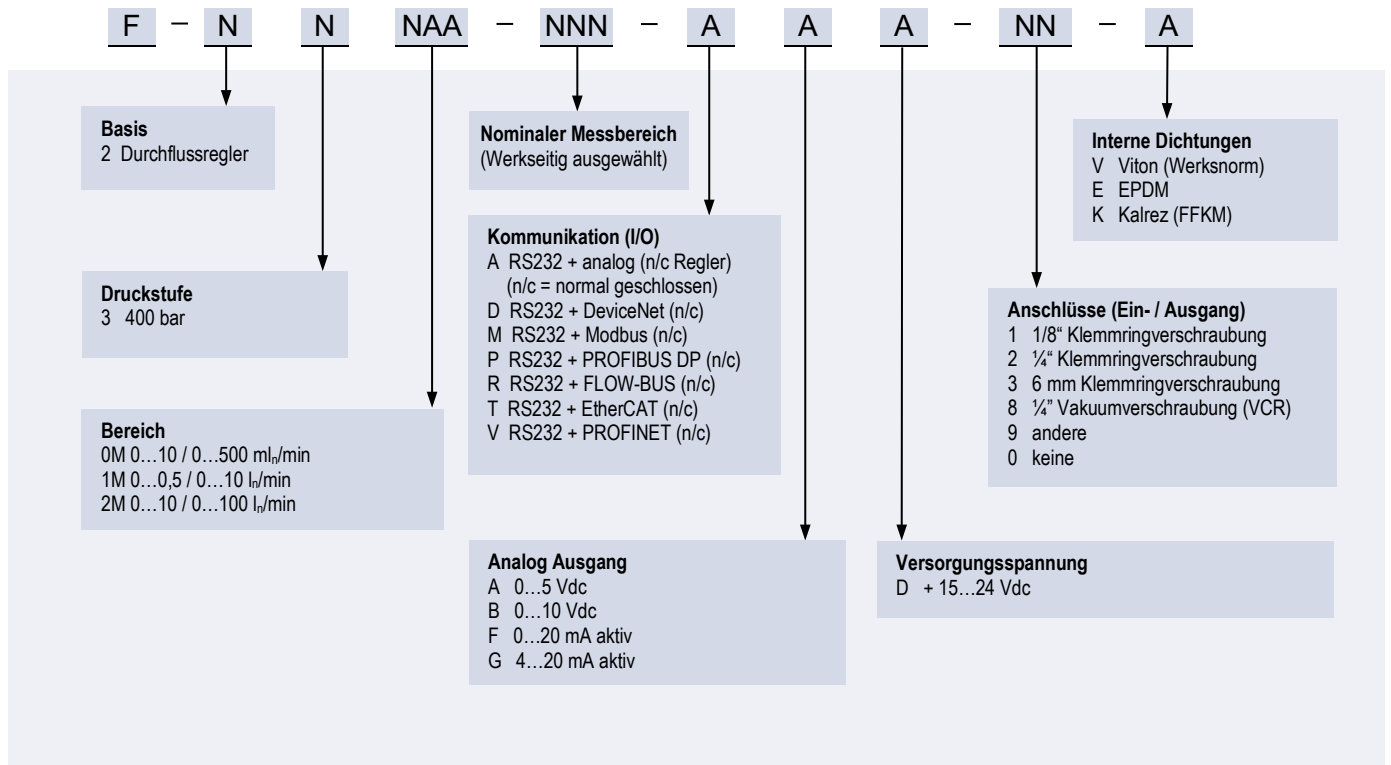 F – N N NAA – NNN – A A A – NN – A
Basis
2 Durchflussregler
Druckstufe
3 400 bar
Bereich
0M 0…10 / 0…500 mlₙ/min
1M 0…0,5 / 0…10 lₙ/min
2M 0…10 / 0…100 lₙ/min
Nominaler Messbereich
(Werkseitig ausgewählt)
Kommunikation (I/O)
A RS232 + analog (n/c Regler)
(n/c = normal geschlossen)
D RS232 + DeviceNet (n/c)
M RS232 + Modbus (n/c)
P RS232 + PROFIBUS DP (n/c)
R RS232 + FLOW-BUS (n/c)
T RS232 + EtherCAT (n/c)
V RS232 + PROFINET (n/c)
Analog Ausgang
A 0…5 Vdc
B 0…10 Vdc
F 0…20 mA aktiv
G 4…20 mA aktiv
Versorgungsspannung
D + 15…24 Vdc
Anschlüsse (Ein- / Ausgang)
1 1/8“ Klemmringverschraubung
2 ¼“ Klemmringverschraubung
3 6 mm Klemmringverschraubung
8 ¼” Vakuumverschraubung (VCR)
9 andere
0 keine
Interne Dichtungen
V Viton (Werksnorm)
E EPDM
K Kalrez (FFKM)